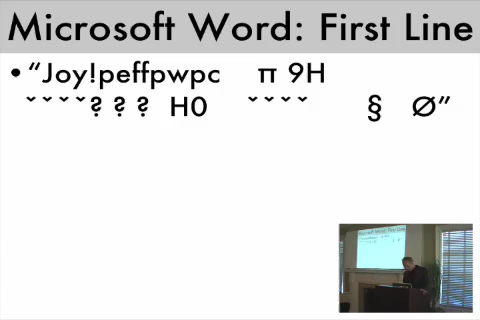 Microsoft Word: First Line
• “Joy!peffpwpc π 9H
ˇˇˇˇ? ? ? H0 ˇˇˇˇ § Ø”